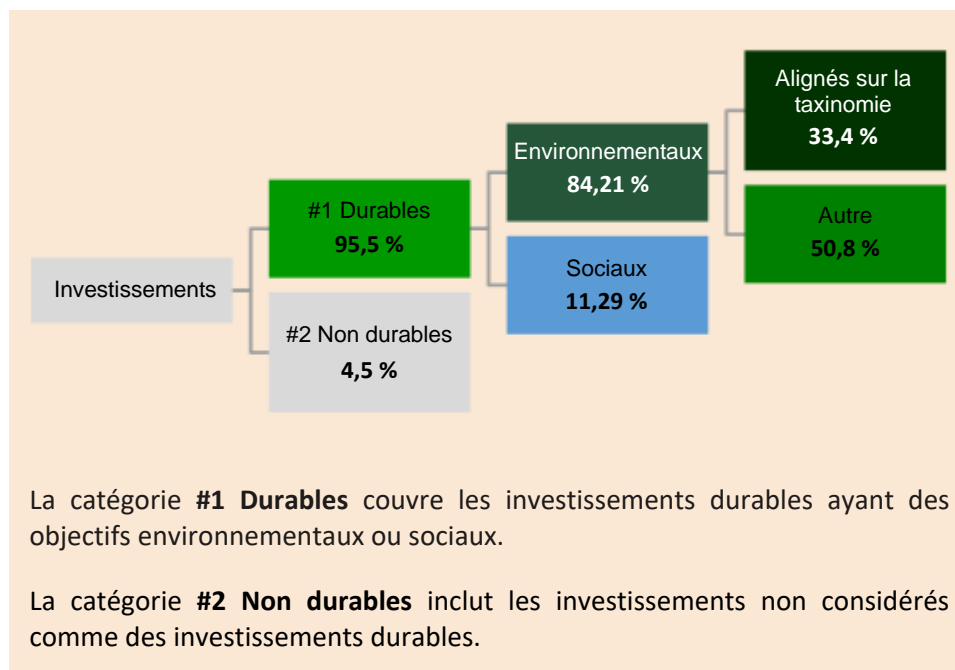 Alignés sur la
taxinomie
33,4 %
Environnementaux
84,21 %
#1 Durables
95,5 %
Autre
50,8 %
Sociaux
11,29 %
Investissements
#2 Non durables
4,5 %
La catégorie #1 Durables couvre les investissements durables ayant des
objectifs environnementaux ou sociaux.
La catégorie #2 Non durables inclut les investissements non considérés
comme des investissements durables.